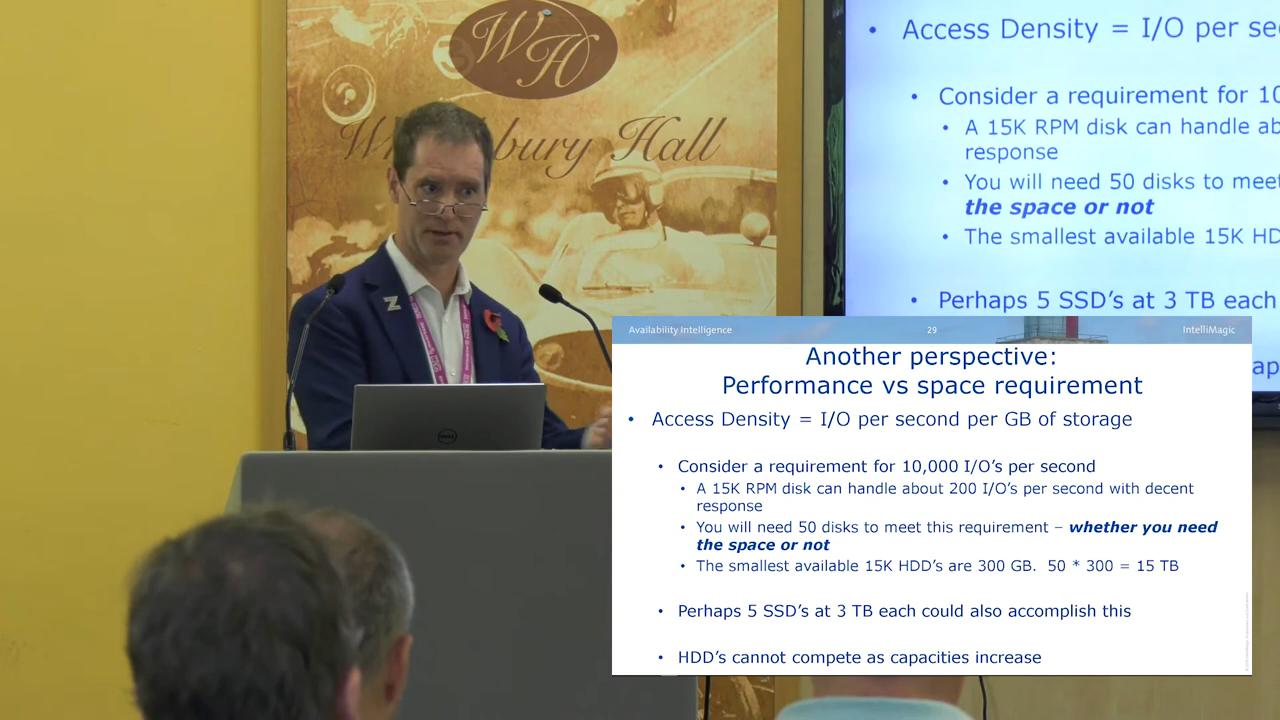 WH
Whittlebury Hall
Access Density = I/O per se
Consider a requirement for 10
A 15K RPM disk can handle ab
response
You will need 50 disks to meet
the space or not
The smallest available 15K HD
Perhaps 5 SSD's at 3 TB each
ap
Z
DELL
Availability Intelligence 29 IntelliMagic
Another perspective:
Performance vs space requirement
• Access Density = I/O per second per GB of storage
• Consider a requirement for 10,000 I/O's per second
• A 15K RPM disk can handle about 200 I/O's per second with decent
response
• You will need 50 disks to meet this requirement – whether you need
the space or not
• The smallest available 15K HDD's are 300 GB. 50 * 300 = 15 TB
• Perhaps 5 SSD's at 3 TB each could also accomplish this
• HDD's cannot compete as capacities increase